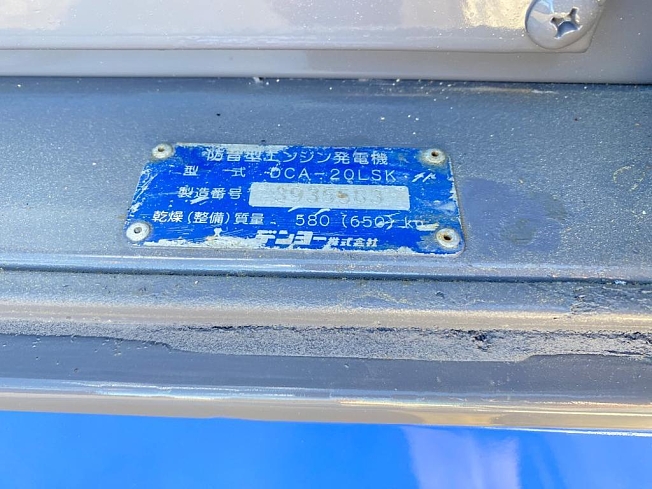 防音型エンジン発電機
型式 DCA-20LSK
製造番号
乾燥(整備)質量 580(650)kg
デンヨー株式会社